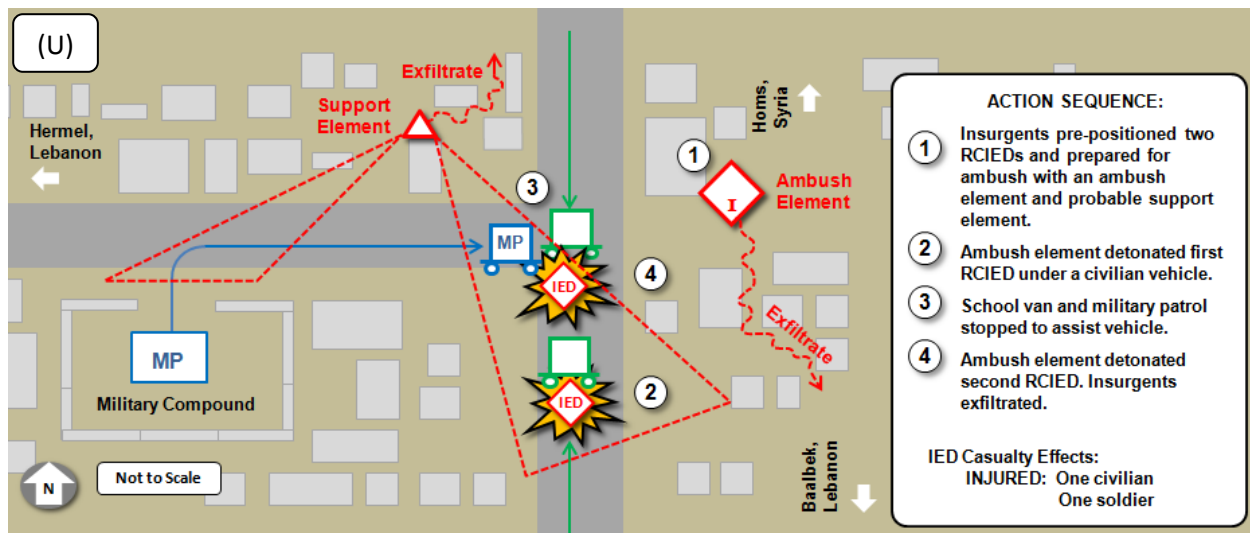 (U)
Exfiltrate
Support
Element
Hermel,
Lebanon
Homs,
Syria
1
Ambush
Element
3
MP
IED
4
MP
Military Compound
Exfiltrate
IED
2
Baalbek,
Lebanon
N
Not to Scale
ACTION SEQUENCE:
1
Insurgents pre-positioned two
RCIEDs and prepared for
ambush with an ambush
element and probable support
element.
2
Ambush element detonated first
RCIED under a civilian vehicle.
3
School van and military patrol
stopped to assist vehicle.
4
Ambush element detonated
second RCIED. Insurgents
exfiltrated.
IED Casualty Effects:
INJURED: One civilian
One soldier
I